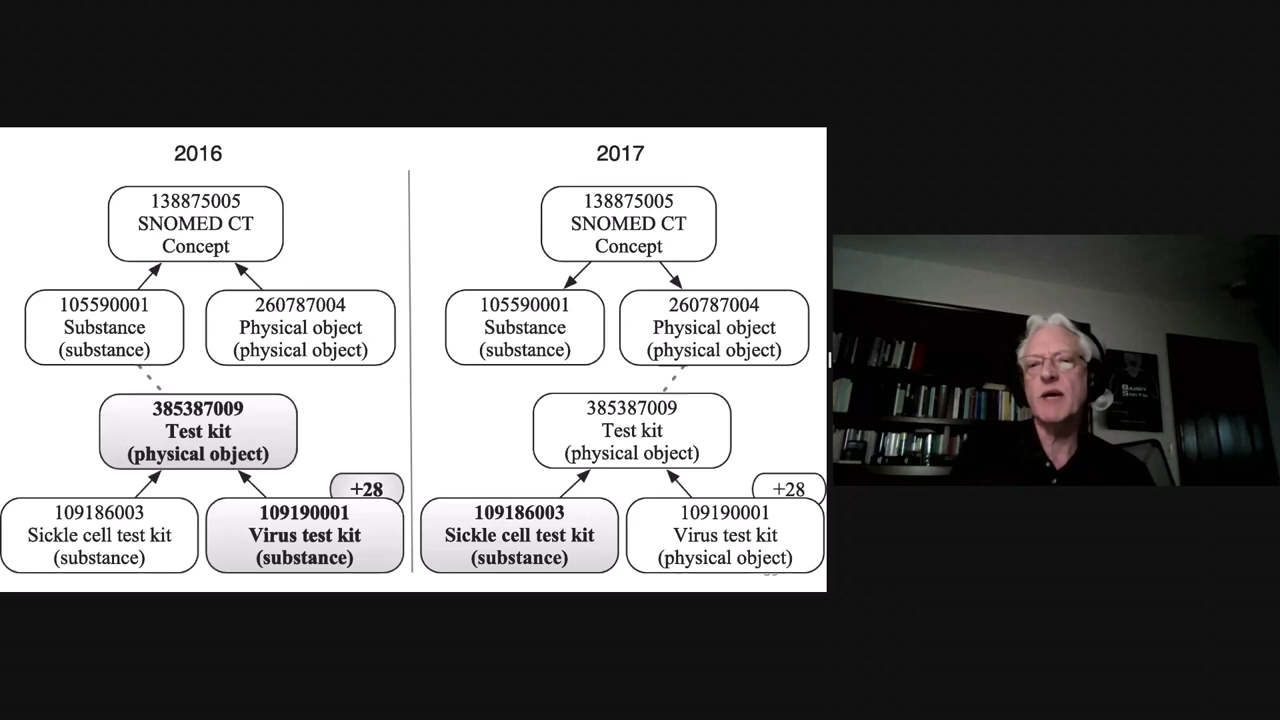 2016
138875005
SNOMED CT
Concept
105590001
Substance
(substance)
260787004
Physical object
(physical object)
385387009
Test kit
(physical object)
+28
109186003
Sickle cell test kit
(substance)
109190001
Virus test kit
(substance)
2017
138875005
SNOMED CT
Concept
105590001
Substance
(substance)
260787004
Physical object
(physical object)
385387009
Test kit
(physical object)
+28
109186003
Sickle cell test kit
(substance)
109190001
Virus test kit
(physical object)
BARRY
SMITH